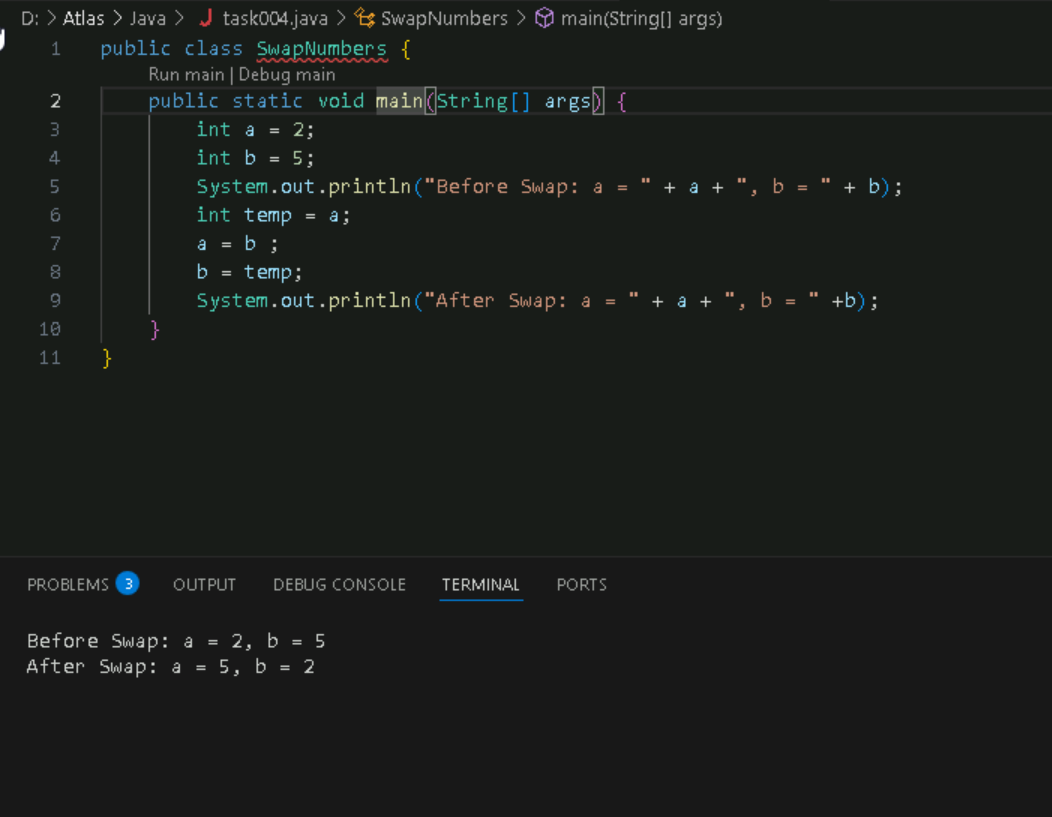 D: > Atlas > Java > J task004.java > SwapNumbers > main(String[] args)
1 public class SwapNumbers {
Run main | Debug main
2 public static void main(String[] args) {
3 int a = 2;
4 int b = 5;
5 System.out.println("Before Swap: a = " + a + ", b = " + b);
6 int temp = a;
7 a = b ;
8 b = temp;
9 System.out.println("After Swap: a = " + a + ", b = " +b);
10 }
11 }
PROBLEMS 3 OUTPUT DEBUG CONSOLE TERMINAL PORTS
Before Swap: a = 2, b = 5
After Swap: a = 5, b = 2